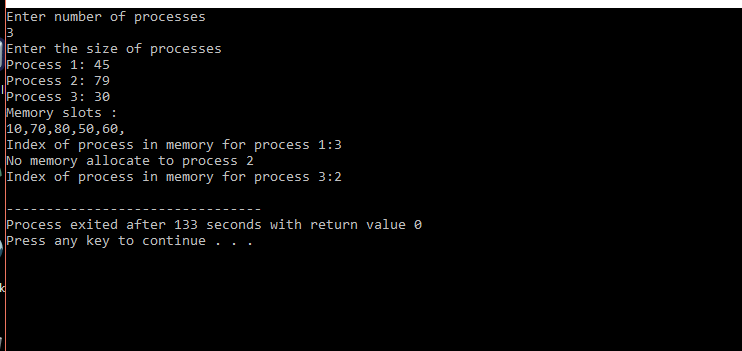 Enter number of processes
3
Enter the size of processes
Process 1: 45
Process 2: 79
Process 3: 30
Memory slots :
10,70,80,50,60,
Index of process in memory for process 1:3
No memory allocate to process 2
Index of process in memory for process 3:2
--------------------------------
Process exited after 133 seconds with return value 0
Press any key to continue . . .
k